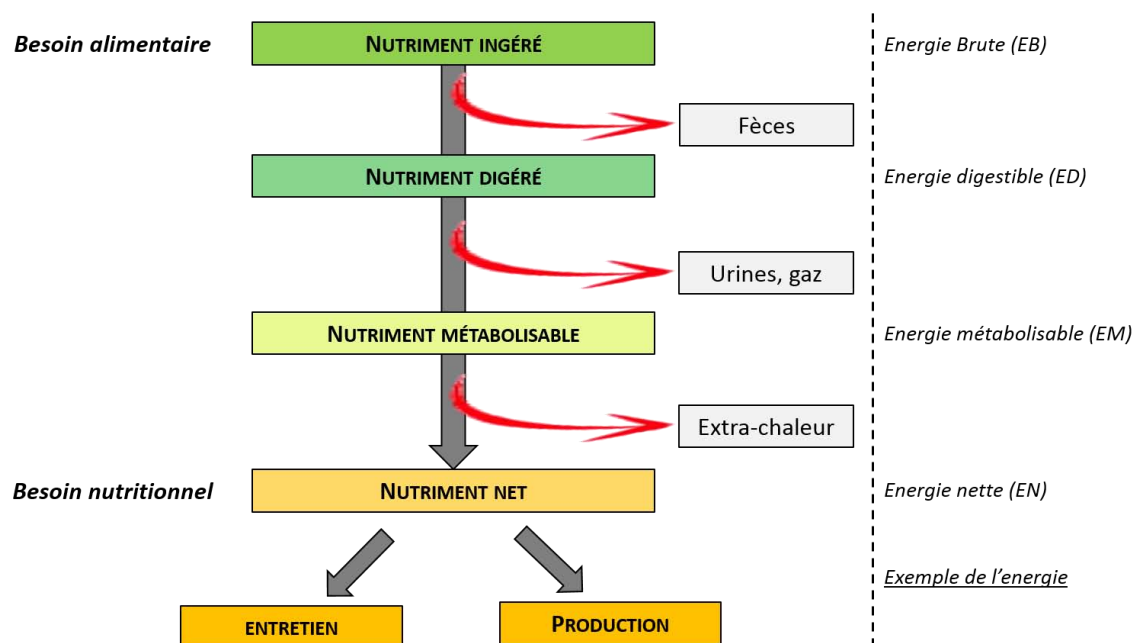 Besoin alimentaire
NUTRIMENT INGÉRÉ
Energie Brute (EB)
Fèces
NUTRIMENT DIGÉRÉ
Energie digestible (ED)
Urines, gaz
NUTRIMENT MÉTABOLISABLE
Energie métabolisable (EM)
Extra-chaleur
Besoin nutritionnel
NUTRIMENT NET
Energie nette (EN)
Exemple de l’energie
ENTRETIEN
PRODUCTION